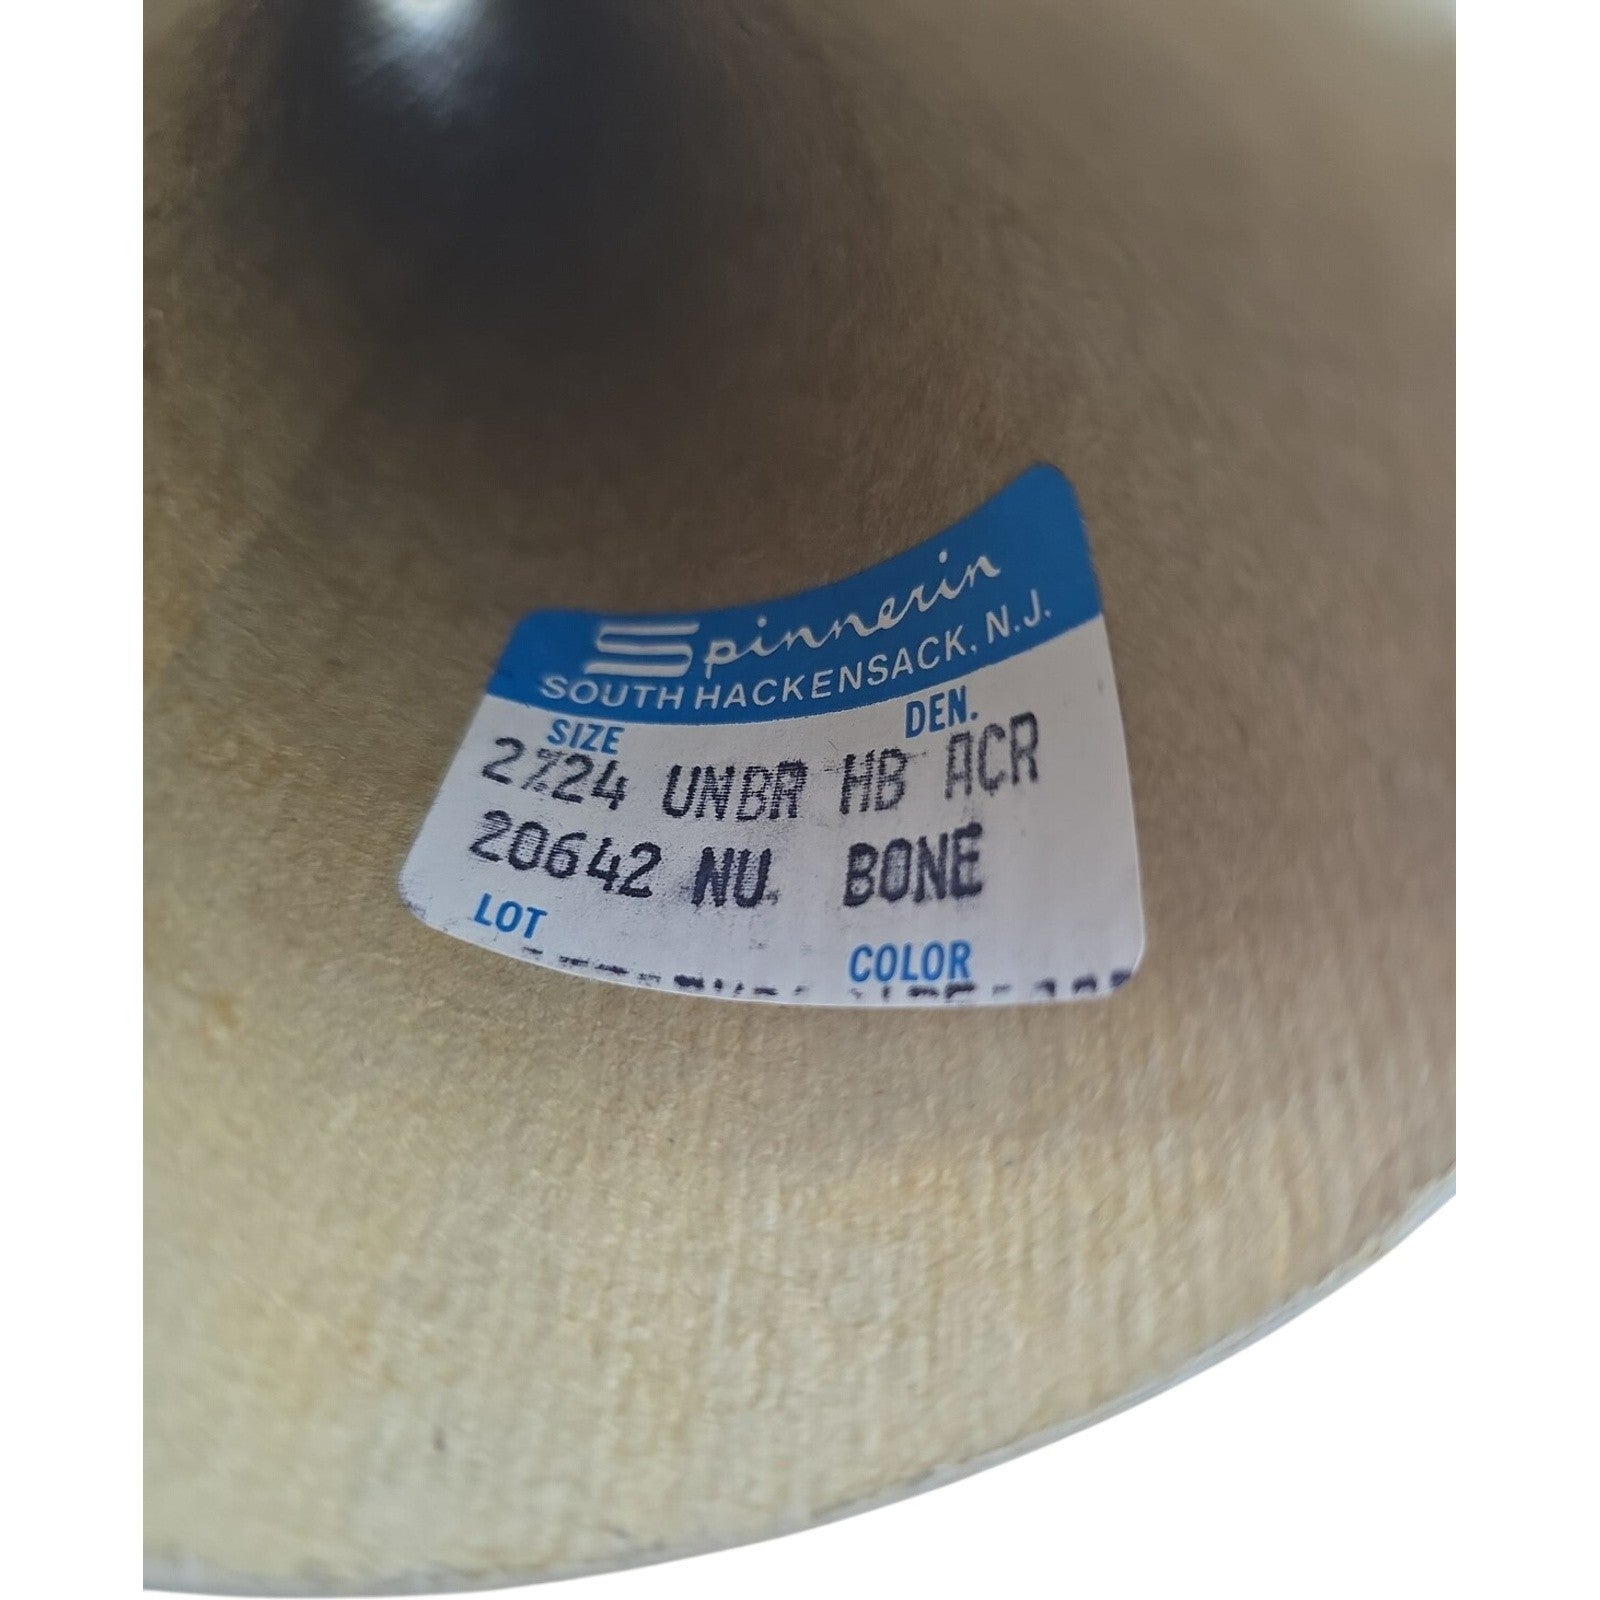 Spinnerin
SOUTH HACKENSACK, N.J.
SIZE DEN.
2/24 UNBR HB ACR
20642 NU. BONE
LOT COLOR